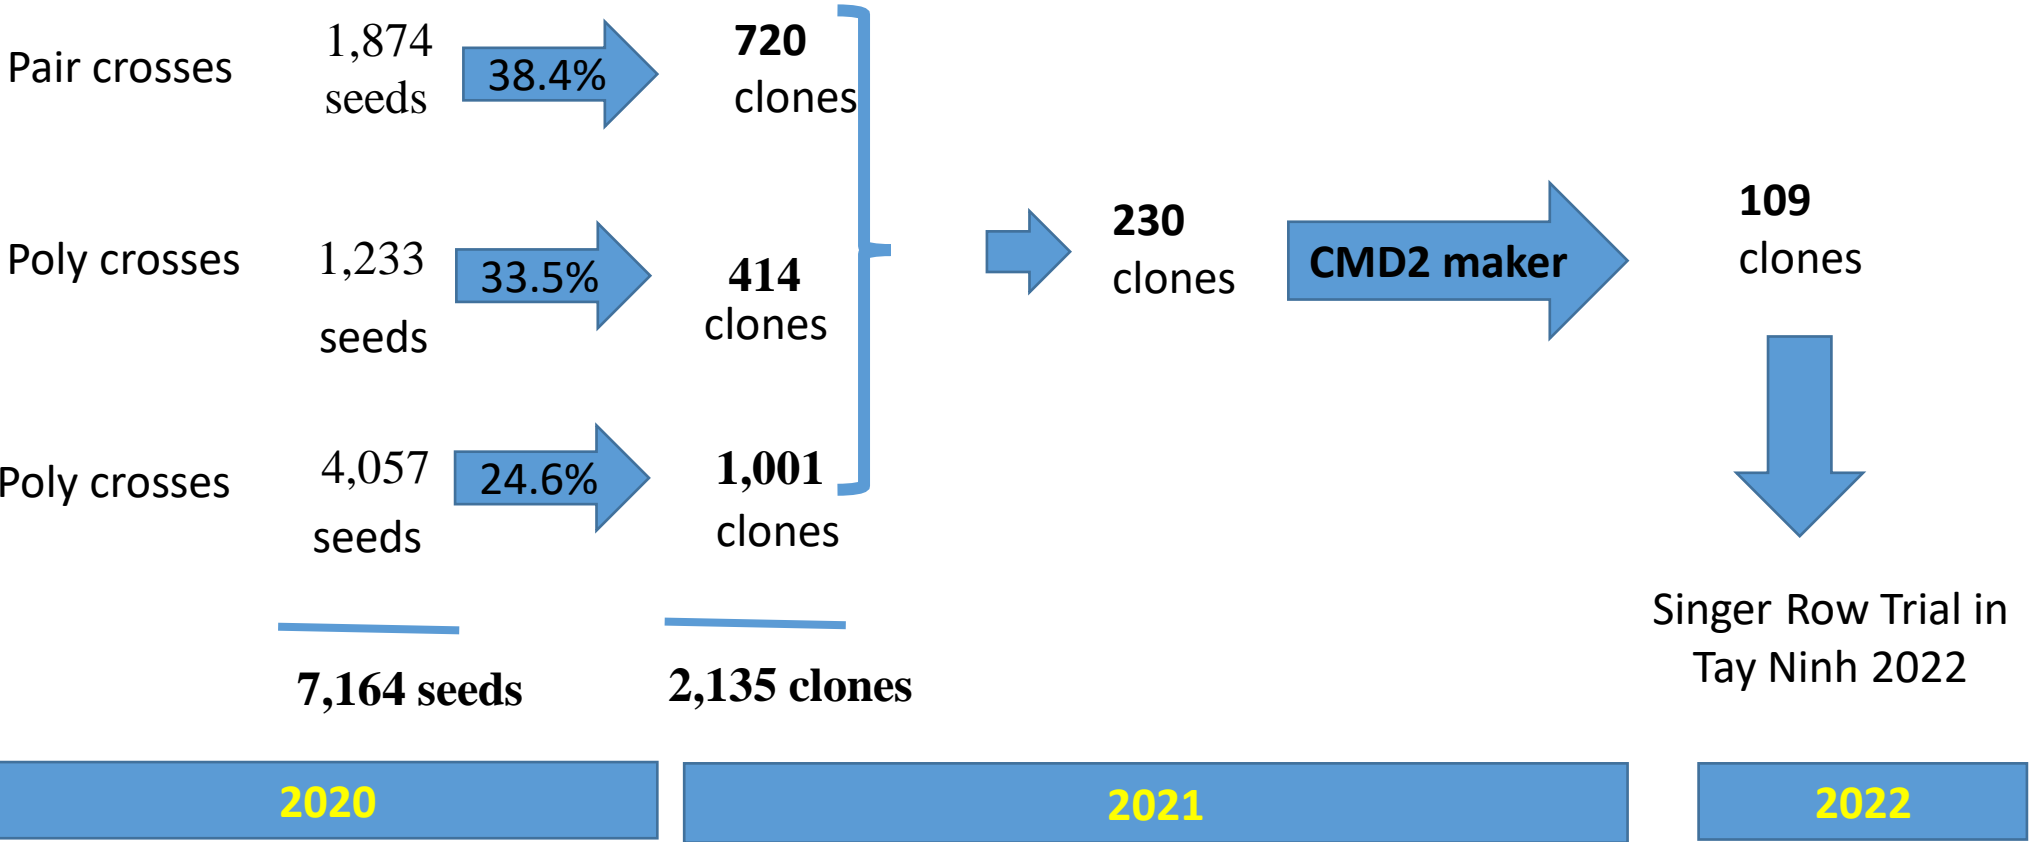 Pair crosses
1,874
seeds
38.4%
720
clones
Poly crosses
1,233
seeds
33.5%
414
clones
Poly crosses
4,057
seeds
24.6%
1,001
clones
7,164 seeds
2,135 clones
230
clones
CMD2 maker
109
clones
Singer Row Trial in
Tay Ninh 2022
2020
2021
2022